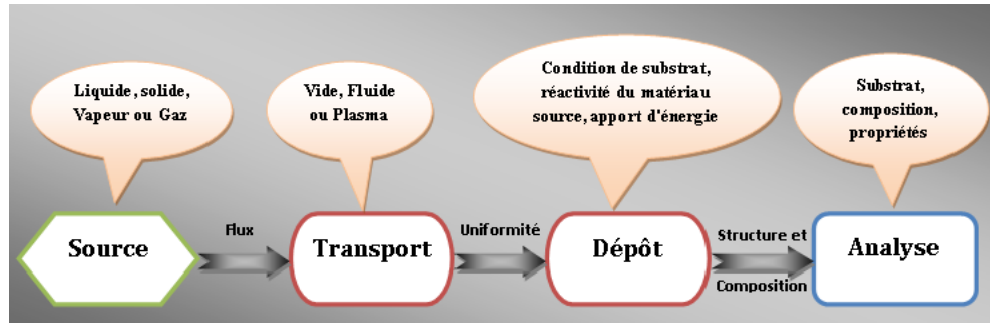 Liquide, solide,
Vapeur ou Gaz
Vide, Fluide
ou Plasma
Condition de substrat,
réactivité du matériau
source, apport d'énergie
Substrat,
composition,
propriétés
Source
Flux
Transport
Uniformité
Dépôt
Structure et
Composition
Analyse